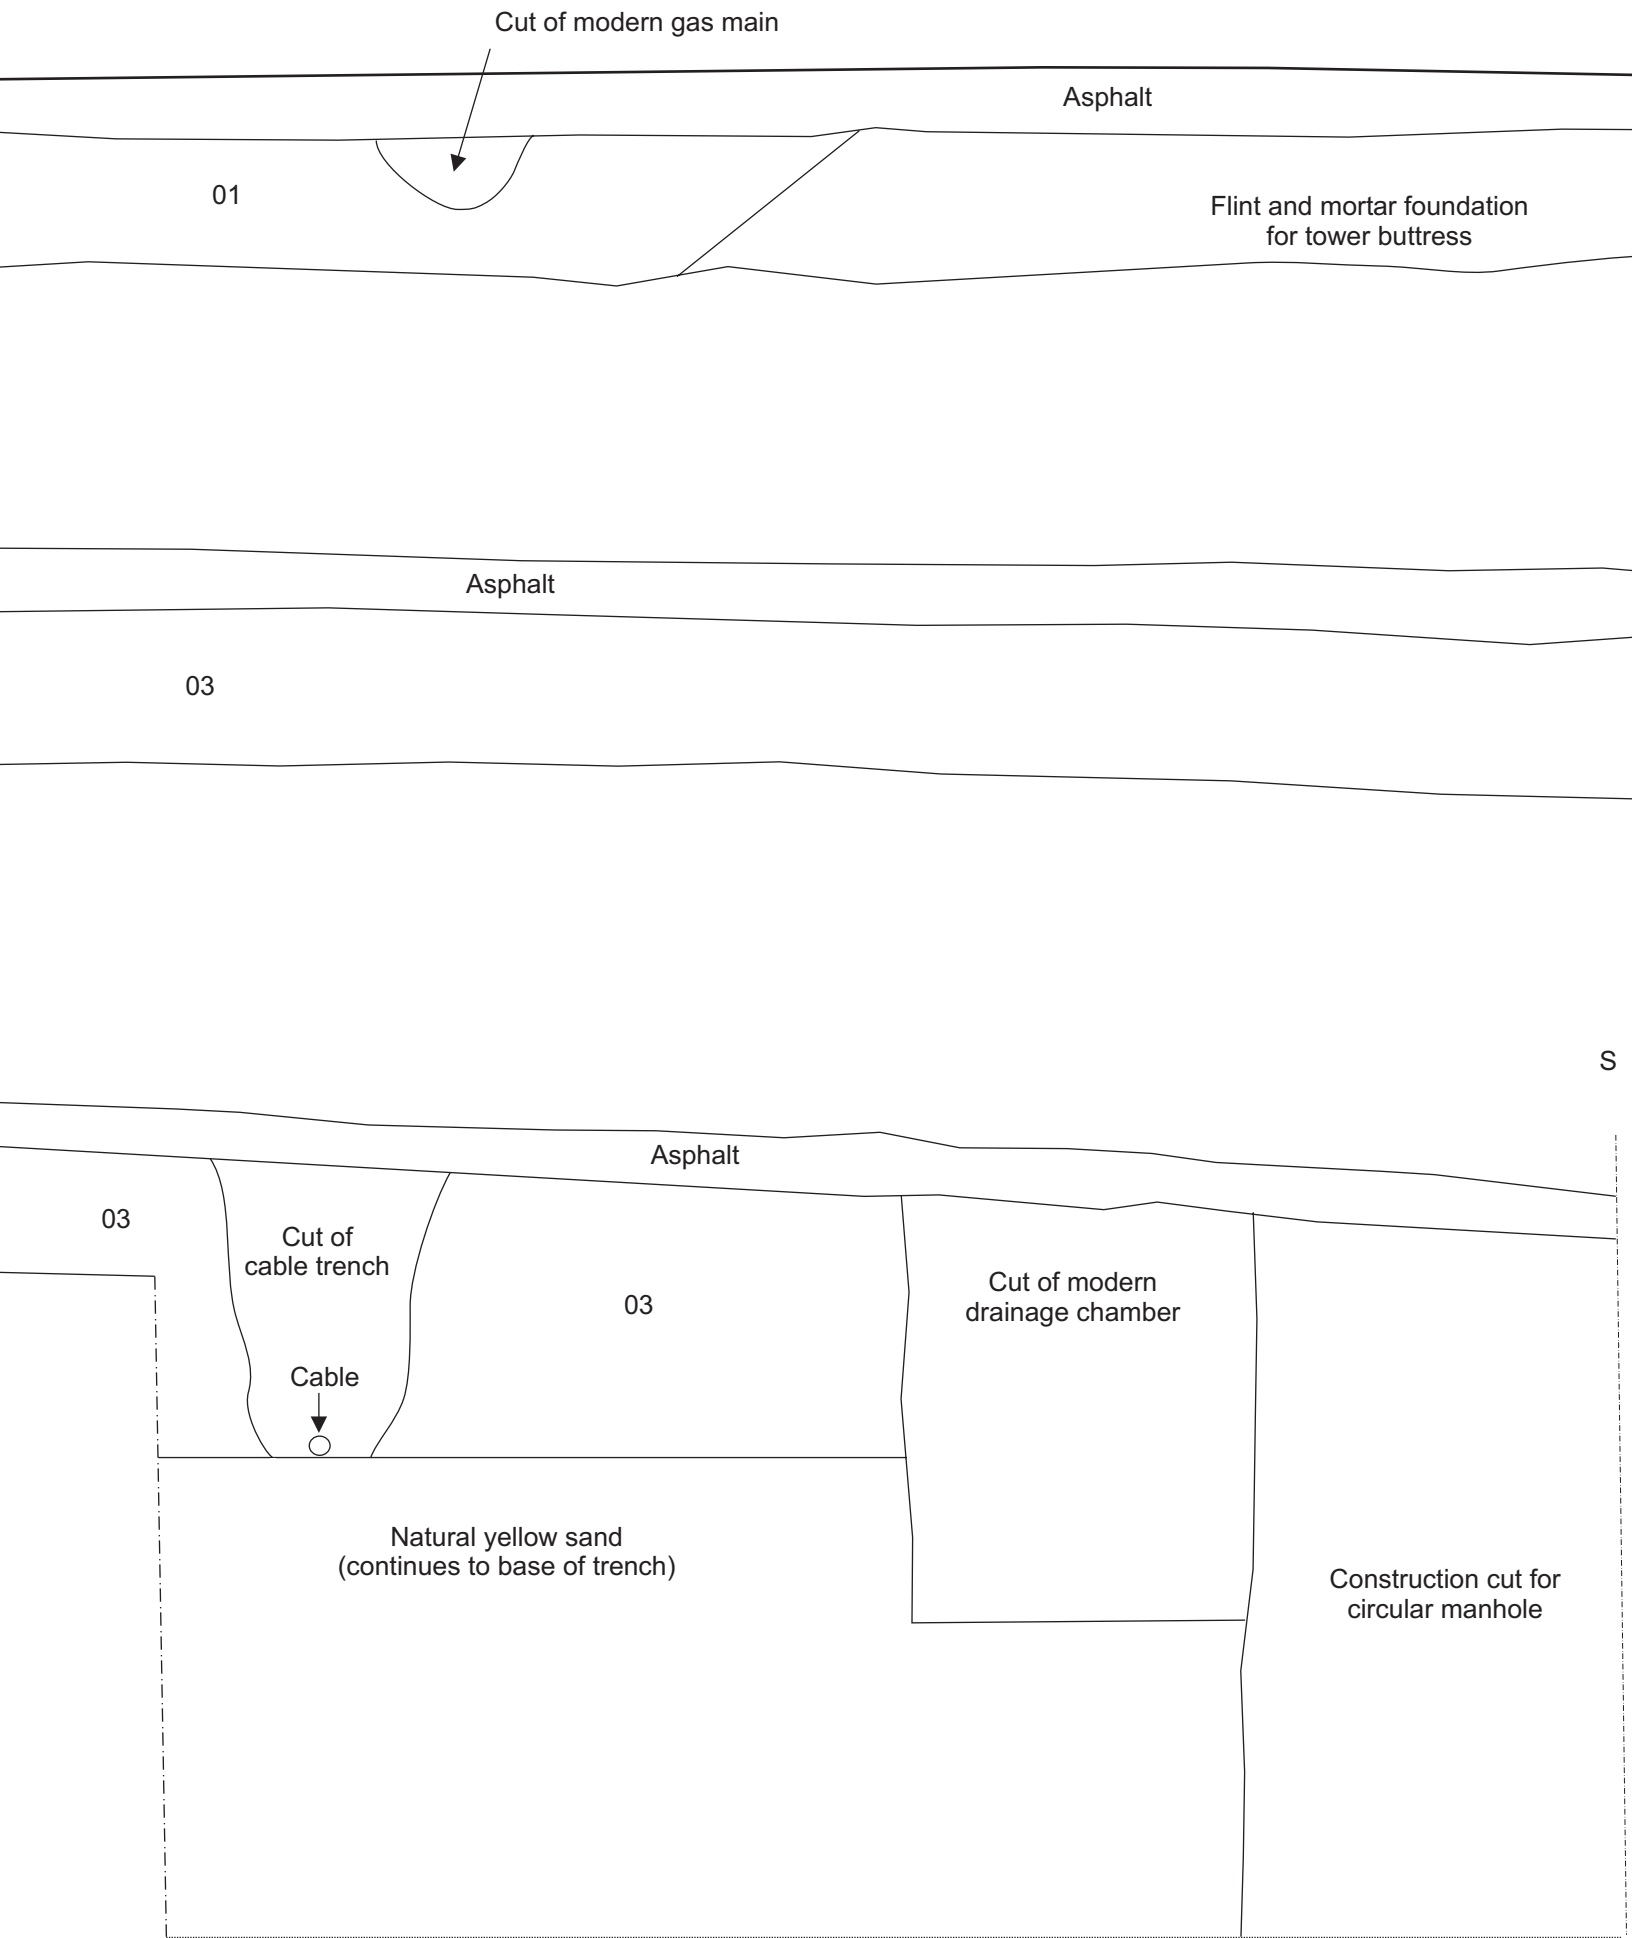 Cut of modern gas main
Asphalt
01
Flint and mortar foundation
for tower buttress
Asphalt
03
S
Asphalt
03
Cut of
cable trench
03
Cut of modern
drainage chamber
Cable
Natural yellow sand
(continues to base of trench)
Construction cut for
circular manhole